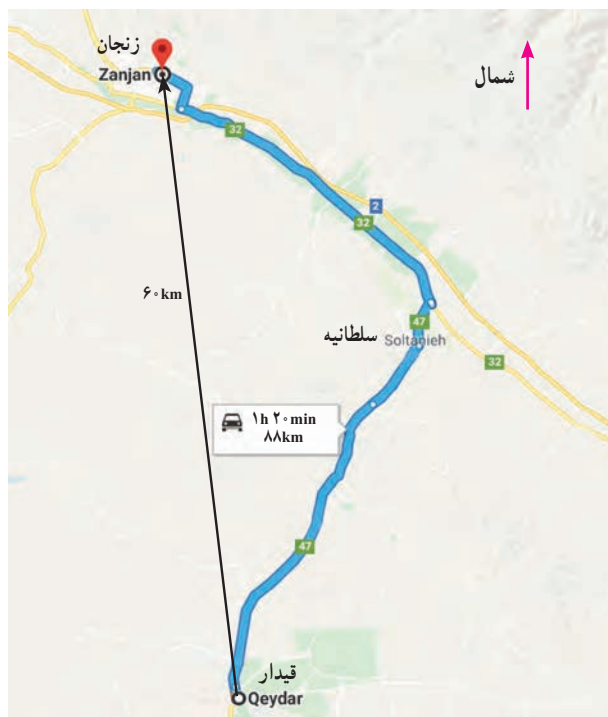 زنجان
Zanjan
شمال
32
2
32
۶۰km
47
سلطانیه
Soltanieh
32
۱h ۲۰min
۸۸km
47
قیدار
Qeydar